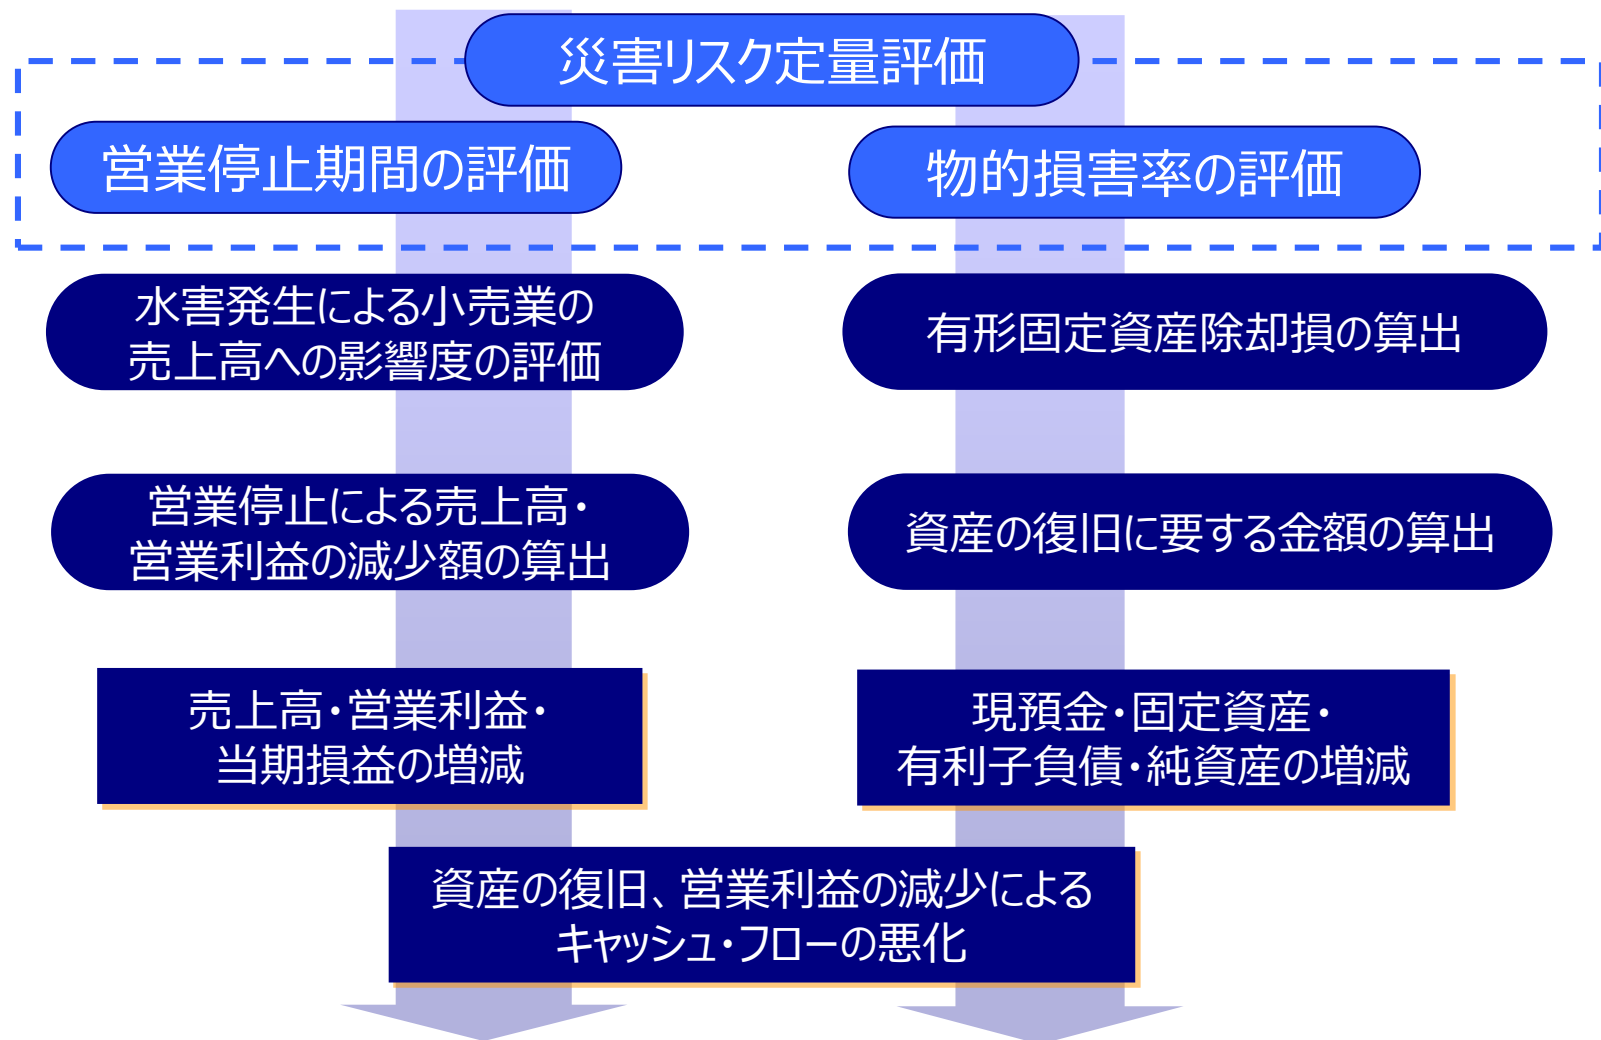 災害リスク定量評価
営業停止期間の評価
物的損害率の評価
水害発生による小売業の
売上高への影響度の評価
有形固定資産除却損の算出
営業停止による売上高・
営業利益の減少額の算出
資産の復旧に要する金額の算出
売上高・営業利益・
当期損益の増減
現預金・固定資産・
有利子負債・純資産の増減
資産の復旧、営業利益の減少による
キャッシュ・フローの悪化